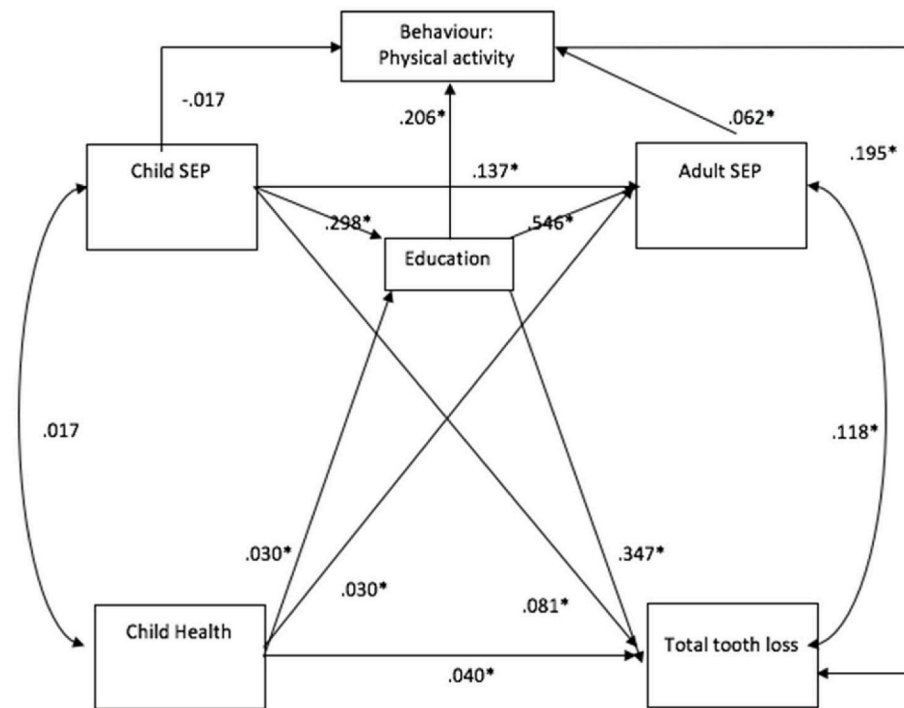 Behaviour:
Physical activity
-.017
.206*
.062*
.195*
Child SEP
.137*
Adult SEP
.298*
.546*
Education
.017
.118*
.030*
.030*
.081*
.347*
Child Health
.040*
Total tooth loss